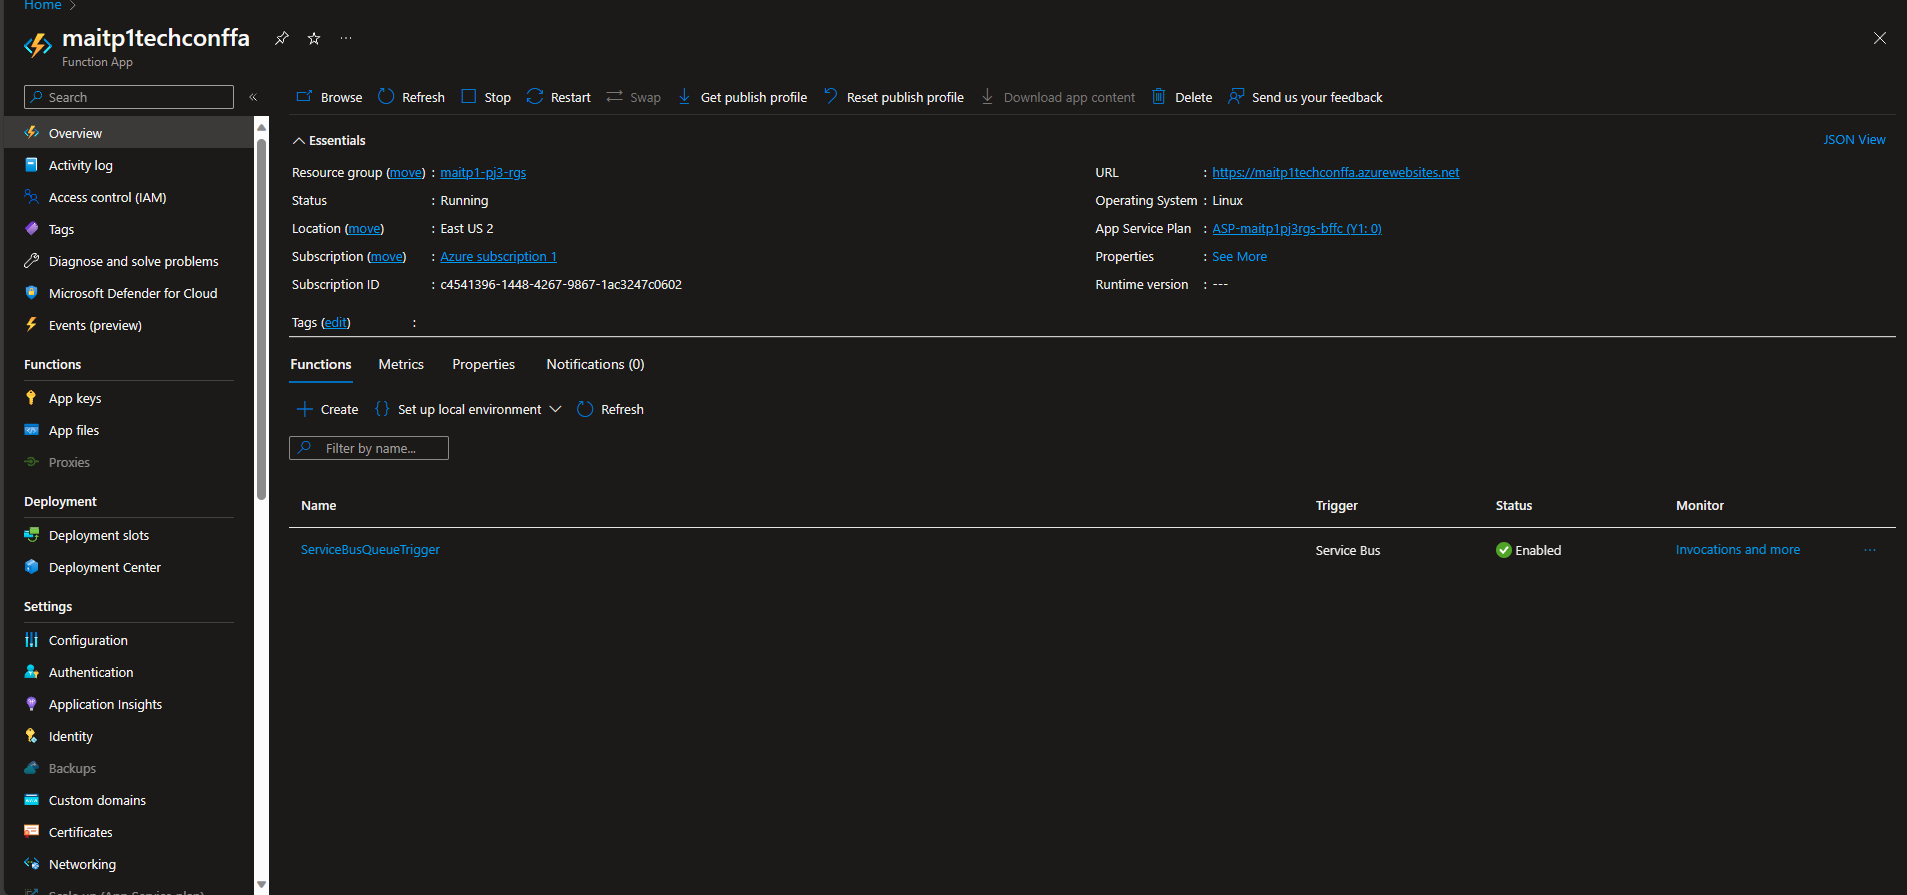 Home
maitp1techconffa
Function App
Search
Browse Refresh Stop Restart Swap Get publish profile Reset publish profile Download app content Delete Send us your feedback
Overview
Activity log
Access control (IAM)
Tags
Diagnose and solve problems
Microsoft Defender for Cloud
Events (preview)
Functions
App keys
App files
Proxies
Deployment
Deployment slots
Deployment Center
Settings
Configuration
Authentication
Application Insights
Identity
Backups
Custom domains
Certificates
Networking
Scale up (App Service plan)
Essentials
JSON View
Resource group (move) : maitp1-pj3-rgs
Status : Running
Location (move) : East US 2
Subscription (move) : Azure subscription 1
Subscription ID : c4541396-1448-4267-9867-1ac3247c0602
Tags (edit) :
URL : https://maitp1techconffa.azurewebsites.net
Operating System : Linux
App Service Plan : ASP-maitp1pj3rgs-bffc (Y1: 0)
Properties : See More
Runtime version : ---
Functions Metrics Properties Notifications (0)
Create Set up local environment Refresh
Filter by name...
Name Trigger Status Monitor
ServiceBusQueueTrigger Service Bus Enabled Invocations and more